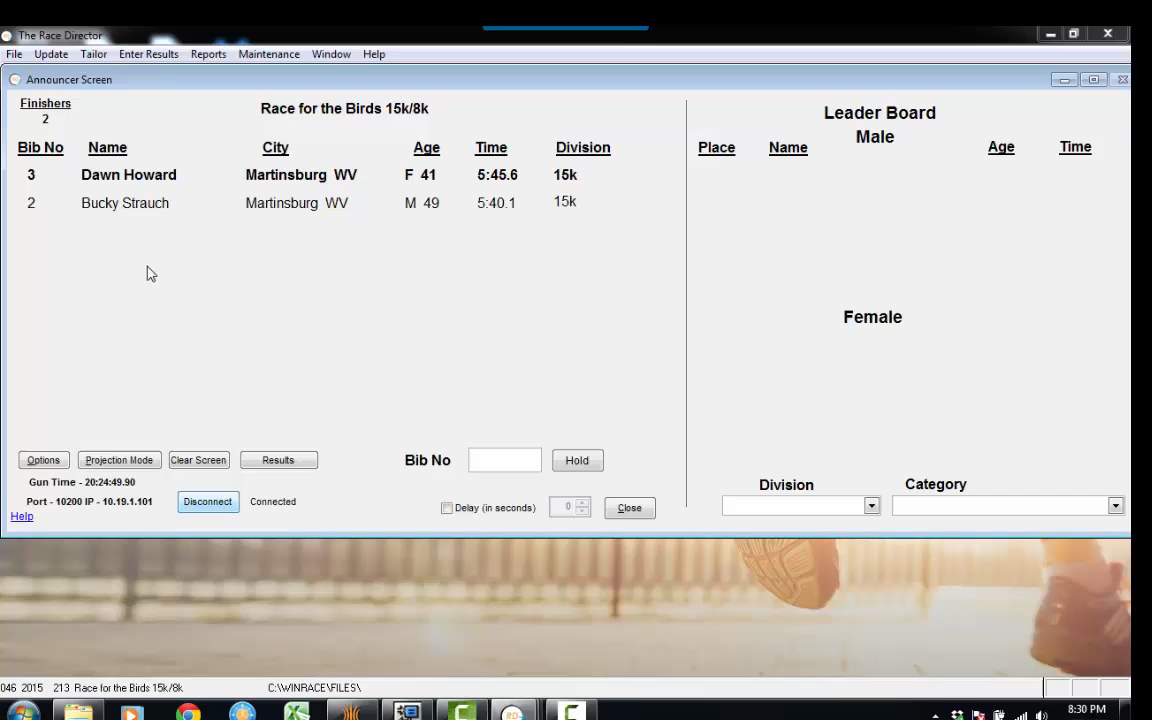 The Race Director
File Update Tailor Enter Results Reports Maintenance Window Help
Announcer Screen
Finishers
2
Race for the Birds 15k/8k
Bib No Name City Age Time Division
3 Dawn Howard Martinsburg WV F 41 5:45.6 15k
2 Bucky Strauch Martinsburg WV M 49 5:40.1 15k
Leader Board
Male
Place Name Age Time
Female
Options Projection Mode Clear Screen Results
Bib No Hold
Gun Time - 20:24:49.90
Port - 10200 IP - 10.19.1.101 Disconnect Connected
Help
Delay (in seconds) 0 Close
Division Category
046 2015 213 Race for the Birds 15k/8k C:\WINRACE\FILES\
RD
8:30 PM